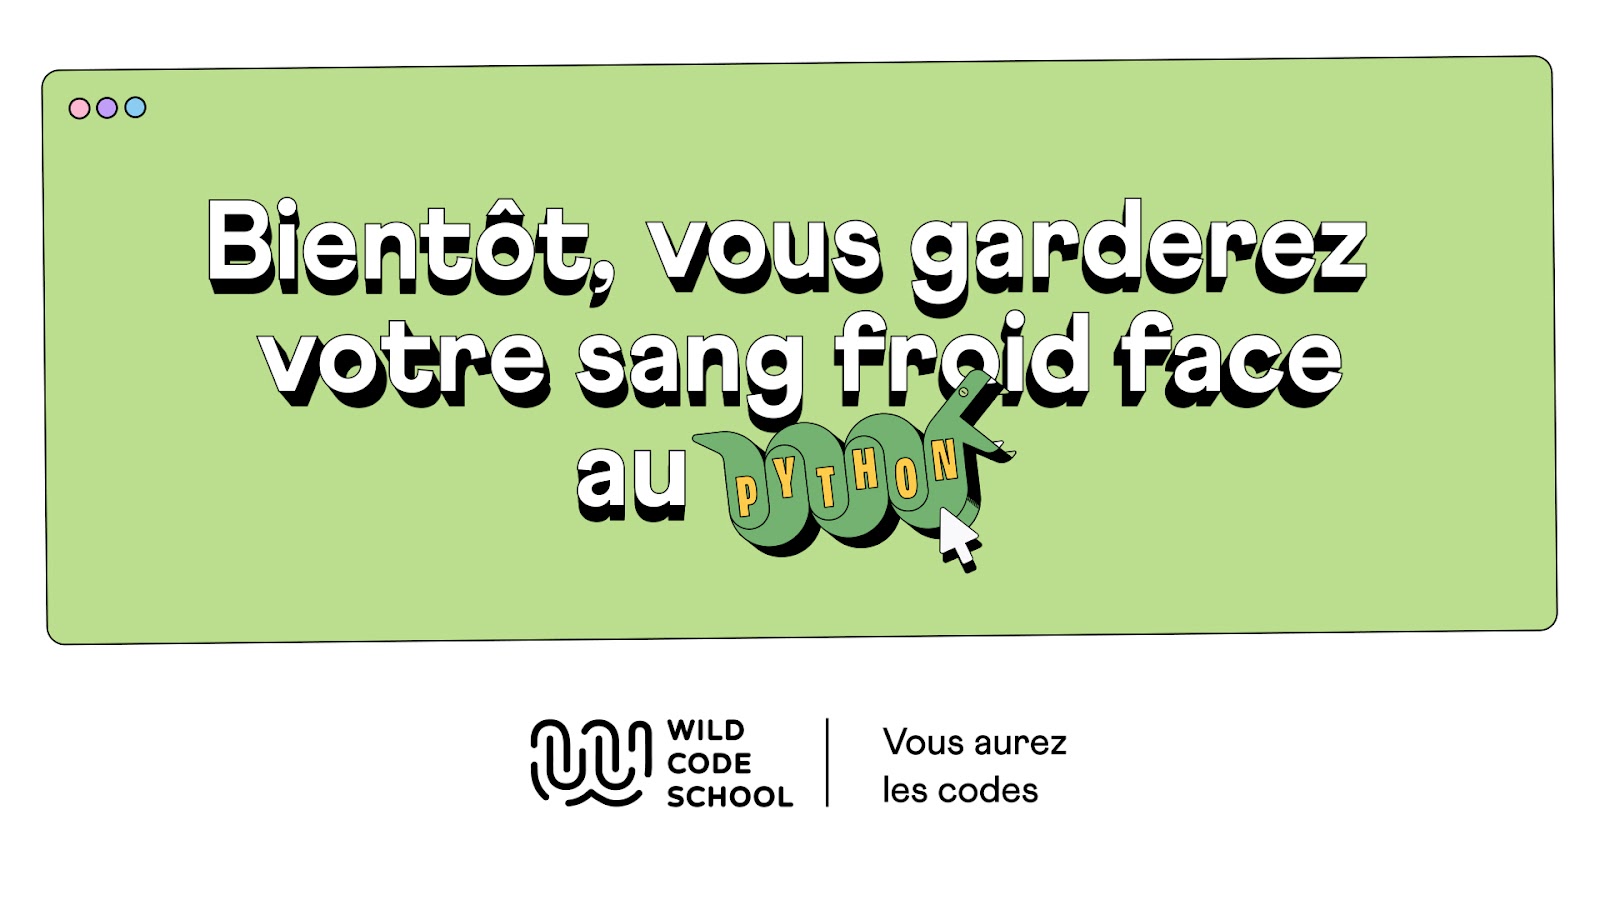 Bientôt, vous garderez
votre sang froid face
au PYTHON
WILD
CODE
SCHOOL
Vous aurez
les codes